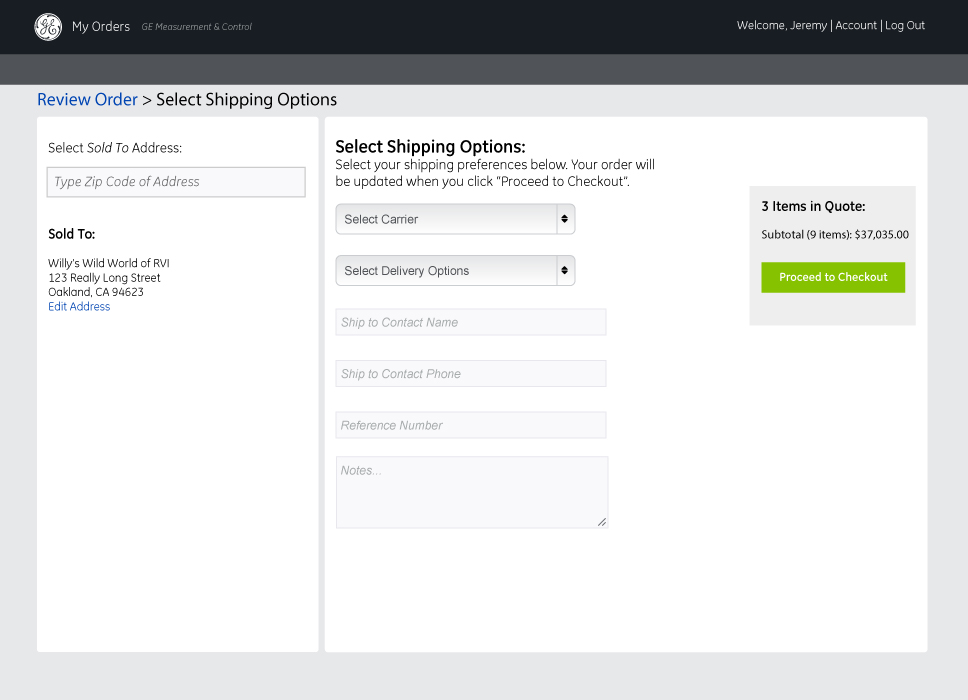 GE My Orders GE Measurement & Control
Welcome, Jeremy | Account | Log Out
Review Order > Select Shipping Options
Select Sold To Address:
Type Zip Code of Address
Sold To:
Willy's Wild World of RVI
123 Really Long Street
Oakland, CA 94623
Edit Address
Select Shipping Options:
Select your shipping preferences below. Your order will
be updated when you click “Proceed to Checkout“.
Select Carrier
Select Delivery Options
Ship to Contact Name
Ship to Contact Phone
Reference Number
Notes...
3 Items in Quote:
Subtotal (9 items): $37,035.00
Proceed to Checkout